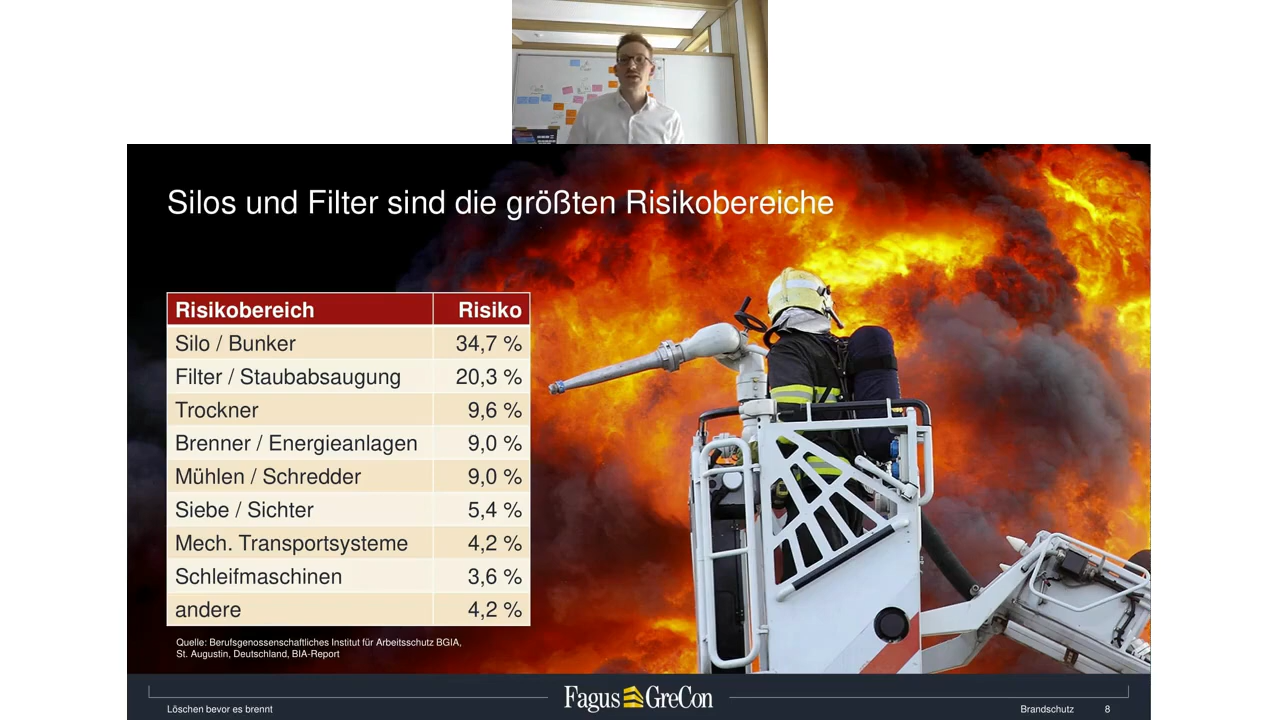 Silos und Filter sind die größten Risikobereiche
Risikobereich Risiko
Silo / Bunker 34,7 %
Filter / Staubabsaugung 20,3 %
Trockner 9,6 %
Brenner / Energieanlagen 9,0 %
Mühlen / Schredder 9,0 %
Siebe / Sichter 5,4 %
Mech. Transportsysteme 4,2 %
Schleifmaschinen 3,6 %
andere 4,2 %
Quelle: Berufsgenossenschaftliches Institut für Arbeitsschutz BGIA,
St. Augustin, Deutschland, BIA-Report
Löschen bevor es brennt
Fagus GreCon
Brandschutz 8